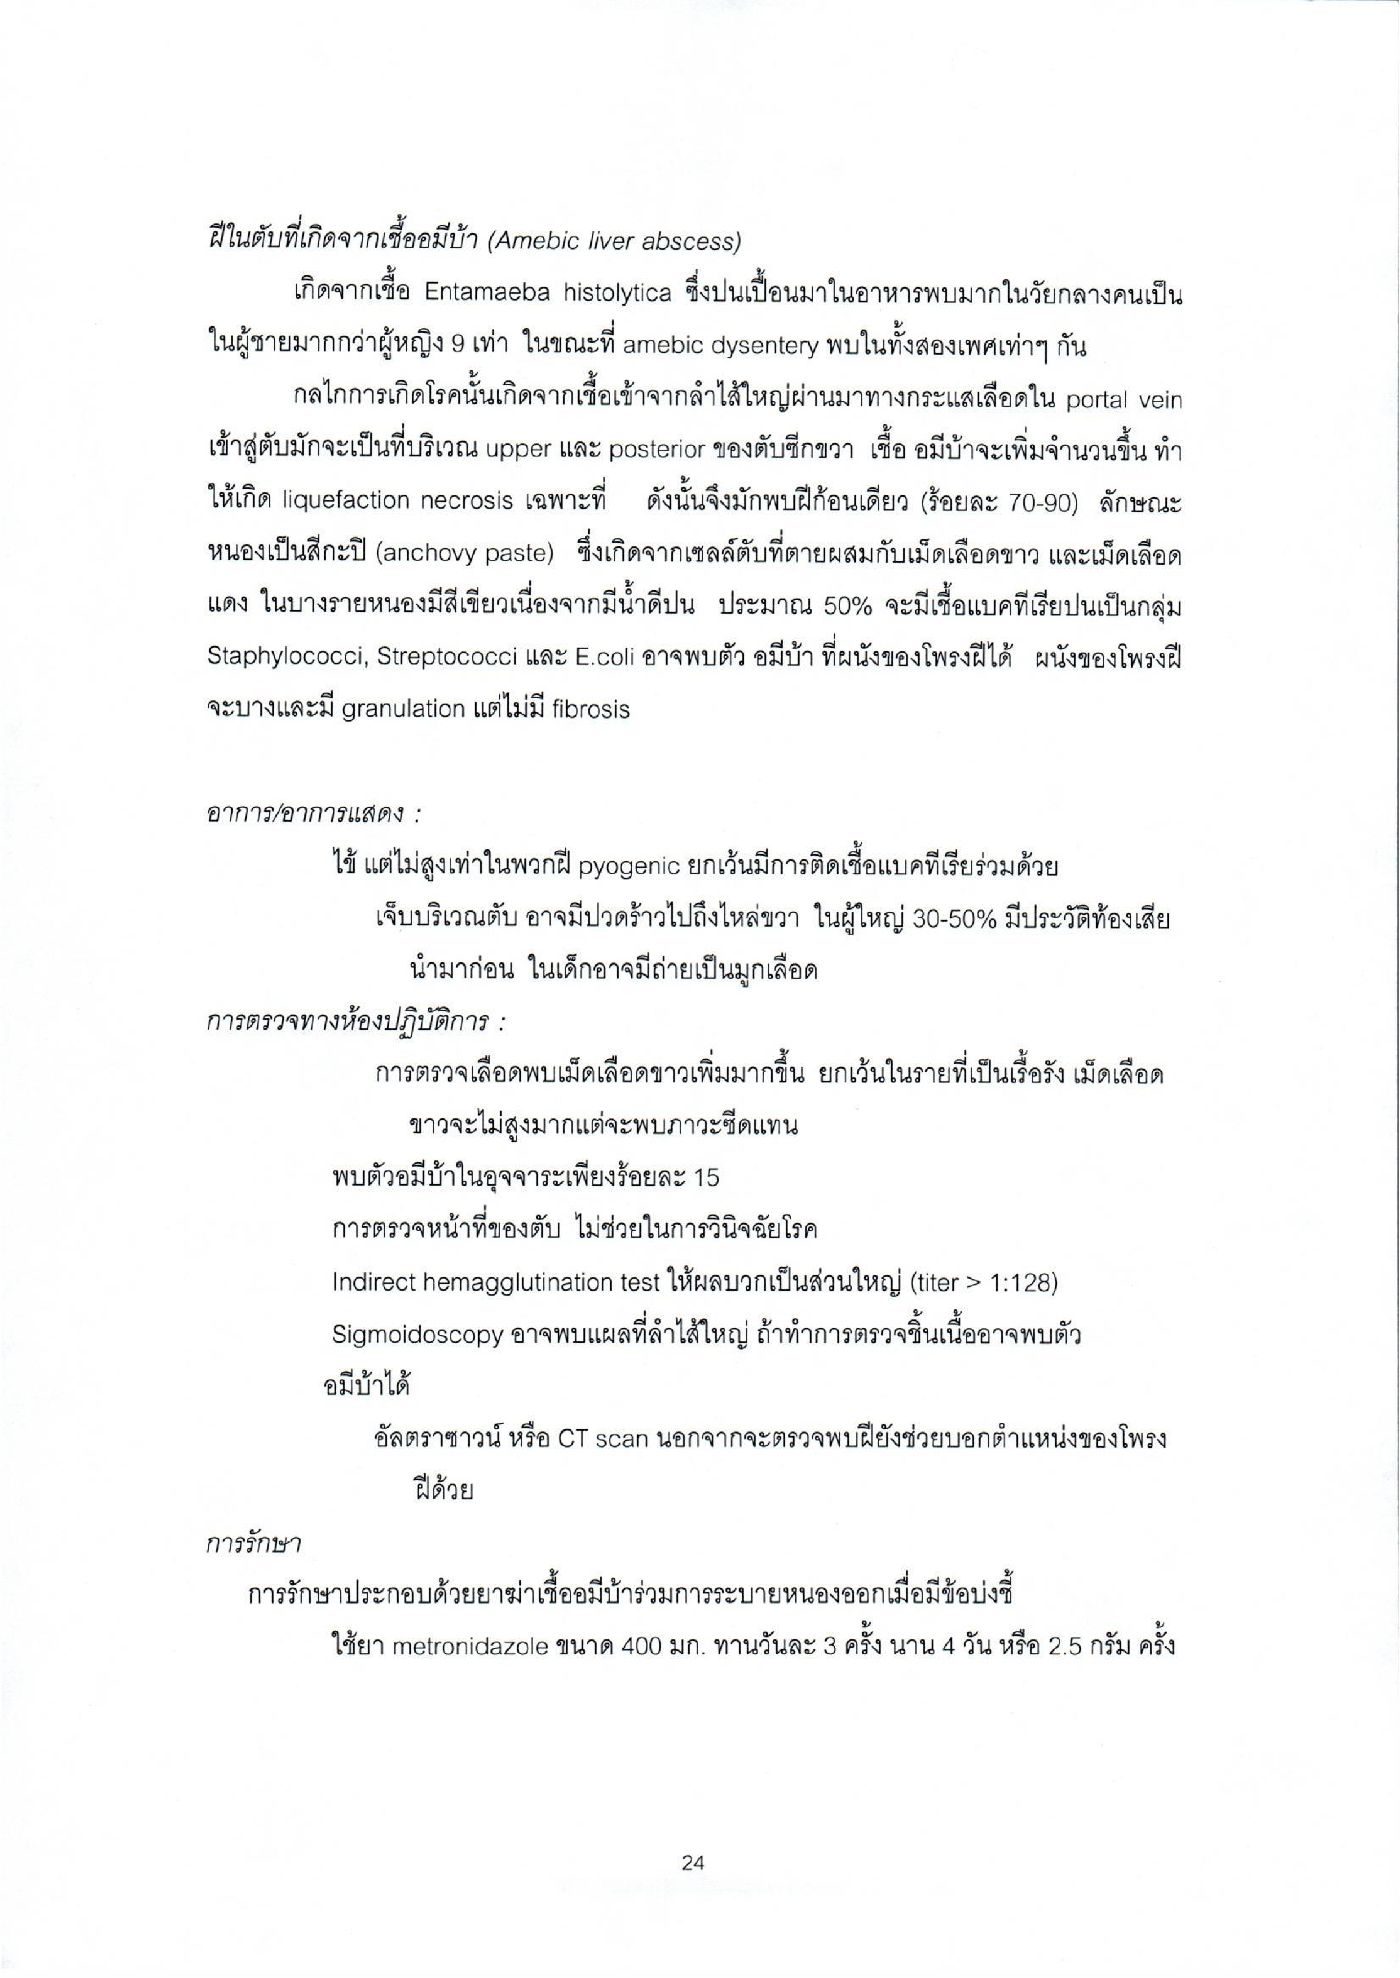 ฝีในตับที่เกิดจากเชื้ออมีบ้า (Amebic liver abscess)
เกิดจากเชื้อ Entamaeba histolytica ซึ่งปนเปื้อนมาในอาหารพบมากในวัยกลางคนเป็น
ในผู้ชายมากกว่าผู้หญิง 9 เท่า ในขณะที่ amebic dysentery พบในทั้งสองเพศเท่าๆ กัน
กลไกการเกิดโรคนั้นเกิดจากเชื้อเข้าจากลำไส้ใหญ่ผ่านมาทางกระแสเลือดใน portal vein
เข้าสู่ตับมักจะเป็นที่บริเวณ upper และ posterior ของตับซีกขวา เชื้อ อมีบ้าจะเพิ่มจำนวนขึ้น ทำ
ให้เกิด liquefaction necrosis เฉพาะที่ ดังนั้นจึงมักพบฝีก้อนเดียว (ร้อยละ 70-90) ลักษณะ
หนองเป็นสีกะปิ (anchovy paste) ซึ่งเกิดจากเซลล์ตับที่ตายผสมกับเม็ดเลือดขาว และเม็ดเลือด
แดง ในบางรายหนองมีสีเขียวเนื่องจากมีน้ำดีปน ประมาณ 50% จะมีเชื้อแบคทีเรียปนเป็นกลุ่ม
Staphylococci, Streptococci และ E.coli อาจพบตัว อมีบ้า ที่ผนังของโพรงฝีได้ ผนังของโพรงฝี
จะบางและมี granulation แต่ไม่มี fibrosis
อาการ/อาการแสดง :
ไข้ แต่ไม่สูงเท่าในพวกฝี pyogenic ยกเว้นมีการติดเชื้อแบคทีเรียร่วมด้วย
เจ็บบริเวณตับ อาจมีปวดร้าวไปถึงไหล่ขวา ในผู้ใหญ่ 30-50% มีประวัติท้องเสีย
นำมาก่อน ในเด็กอาจมีถ่ายเป็นมูกเลือด
การตรวจทางห้องปฏิบัติการ :
การตรวจเลือดพบเม็ดเลือดขาวเพิ่มมากขึ้น ยกเว้นในรายที่เป็นเรื้อรัง เม็ดเลือด
ขาวจะไม่สูงมากแต่จะพบภาวะซีดแทน
พบตัวอมีบ้าในอุจจาระเพียงร้อยละ 15
การตรวจหน้าที่ของตับ ไม่ช่วยในการวินิจฉัยโรค
Indirect hemagglutination test ให้ผลบวกเป็นส่วนใหญ่ (titer > 1:128)
Sigmoidoscopy อาจพบแผลที่ลำไส้ใหญ่ ถ้าทำการตรวจชิ้นเนื้ออาจพบตัว
อมีบ้าได้
อัลตราซาวน์ หรือ CT scan นอกจากจะตรวจพบฝียังช่วยบอกตำแหน่งของโพรง
ฝีด้วย
การรักษา
การรักษาประกอบด้วยยาฆ่าเชื้ออมีบ้าร่วมการระบายหนองออกเมื่อมีข้อบ่งชี้
ใช้ยา metronidazole ขนาด 400 มก. ทานวันละ 3 ครั้ง นาน 4 วัน หรือ 2.5 กรัม ครั้ง
24